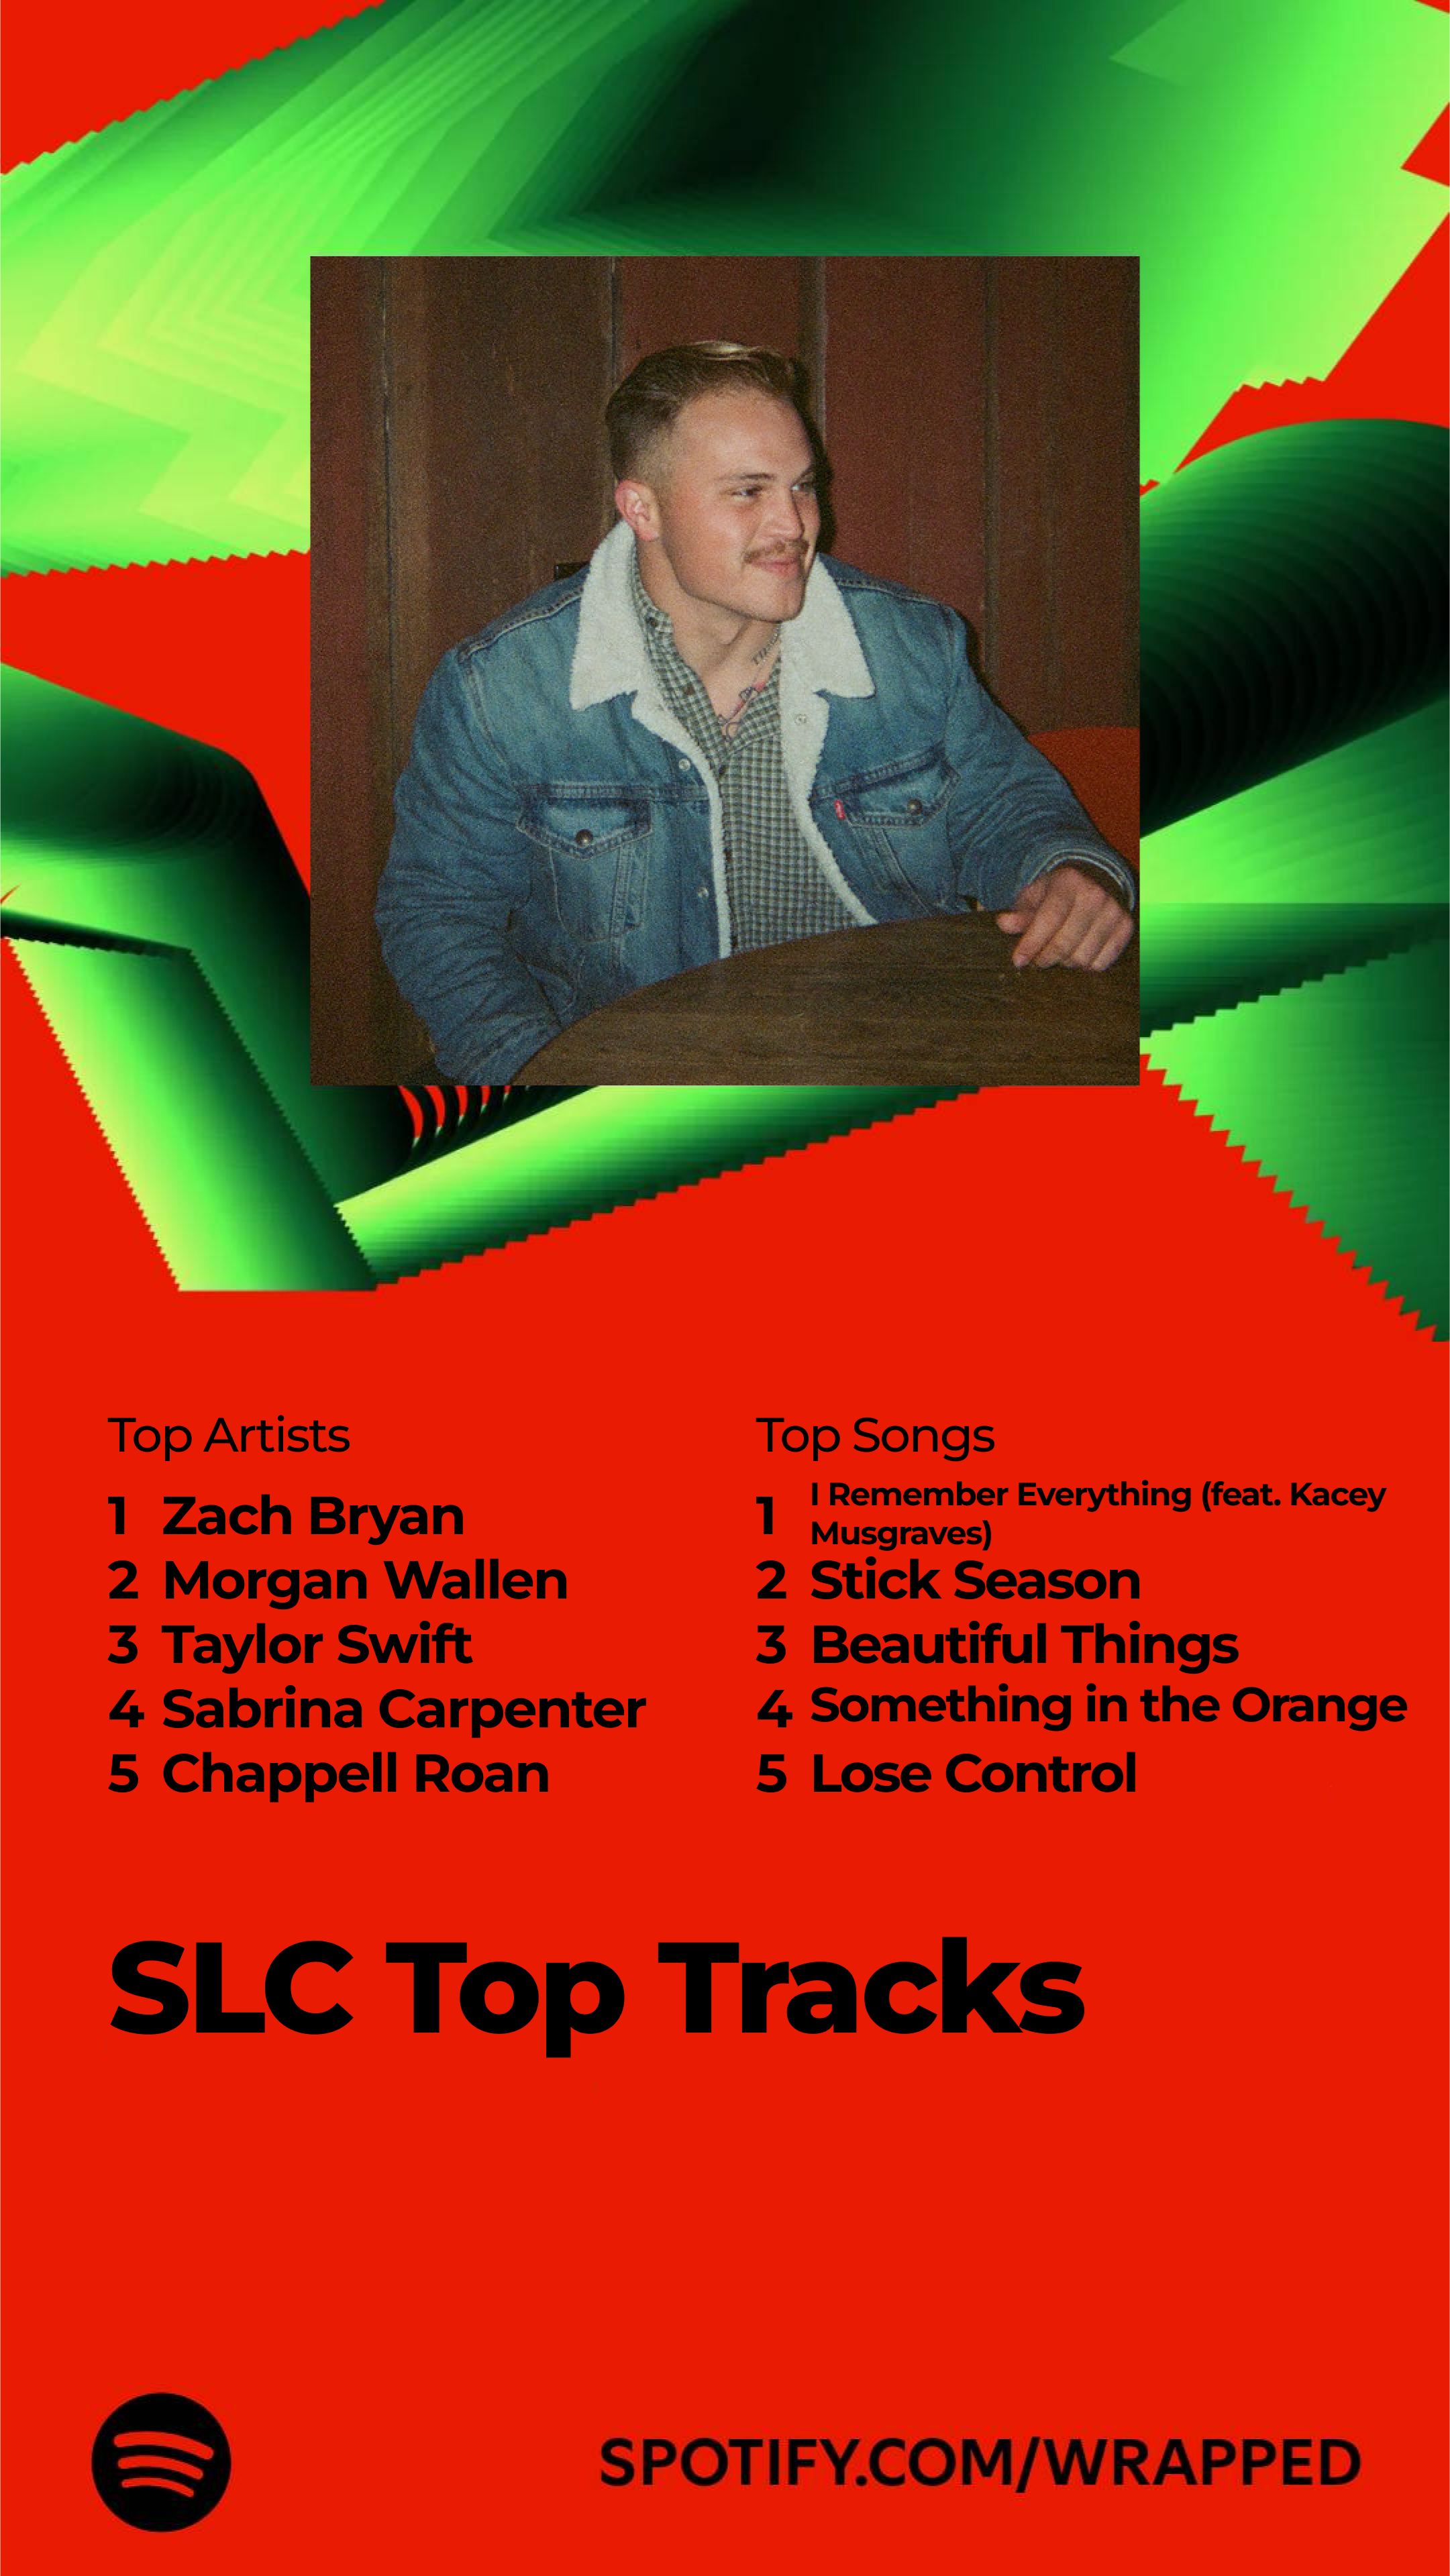 Top Artists
1 Zach Bryan
2 Morgan Wallen
3 Taylor Swift
4 Sabrina Carpenter
5 Chappell Roan
Top Songs
1 I Remember Everything (feat. Kacey
Musgraves)
2 Stick Season
3 Beautiful Things
4 Something in the Orange
5 Lose Control
SLC Top Tracks
SPOTIFY.COM/WRAPPED